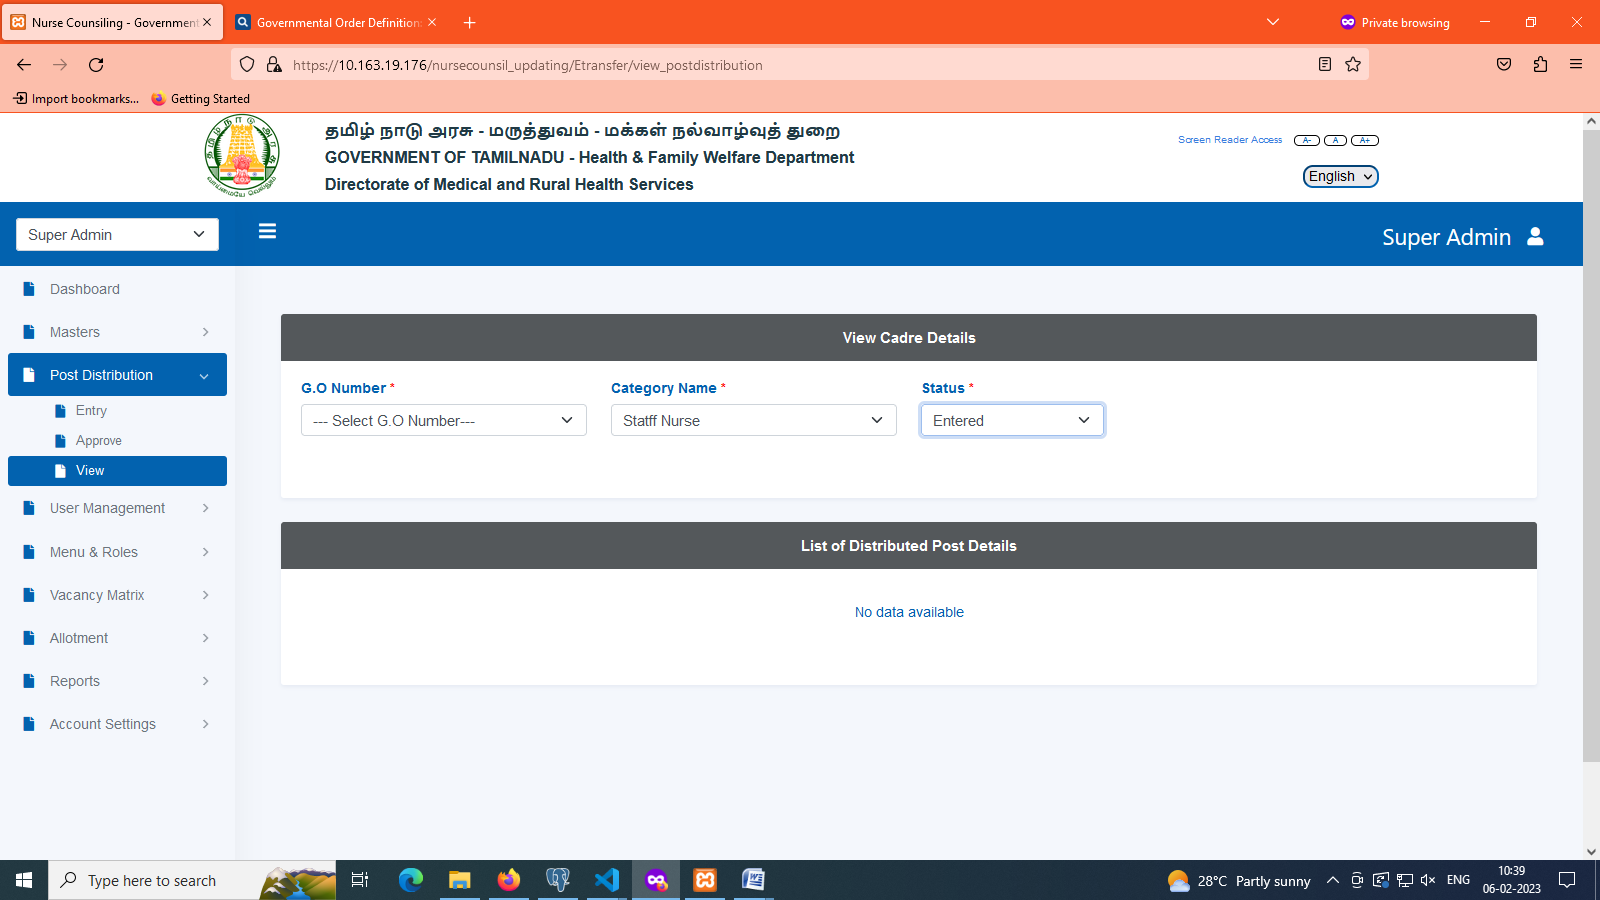 Nurse Counsiling - Government
Governmental Order Definition
Private browsing
https://10.163.19.176/nursecounsil_updating/Etransfer/view_postdistribution
Import bookmarks...
Getting Started
தமிழ் நாடு அரசு - மருத்துவம் - மக்கள் நல்வாழ்வுத் துறை
GOVERNMENT OF TAMILNADU - Health & Family Welfare Department
Directorate of Medical and Rural Health Services
Screen Reader Access A- A A+
English
Super Admin
Super Admin
Dashboard
Masters
Post Distribution
Entry
Approve
View
User Management
Menu & Roles
Vacancy Matrix
Allotment
Reports
Account Settings
View Cadre Details
G.O Number * Category Name * Status *
--- Select G.O Number--- Statff Nurse Entered
List of Distributed Post Details
No data available
Type here to search
28°C Partly sunny
ENG
10:39
06-02-2023